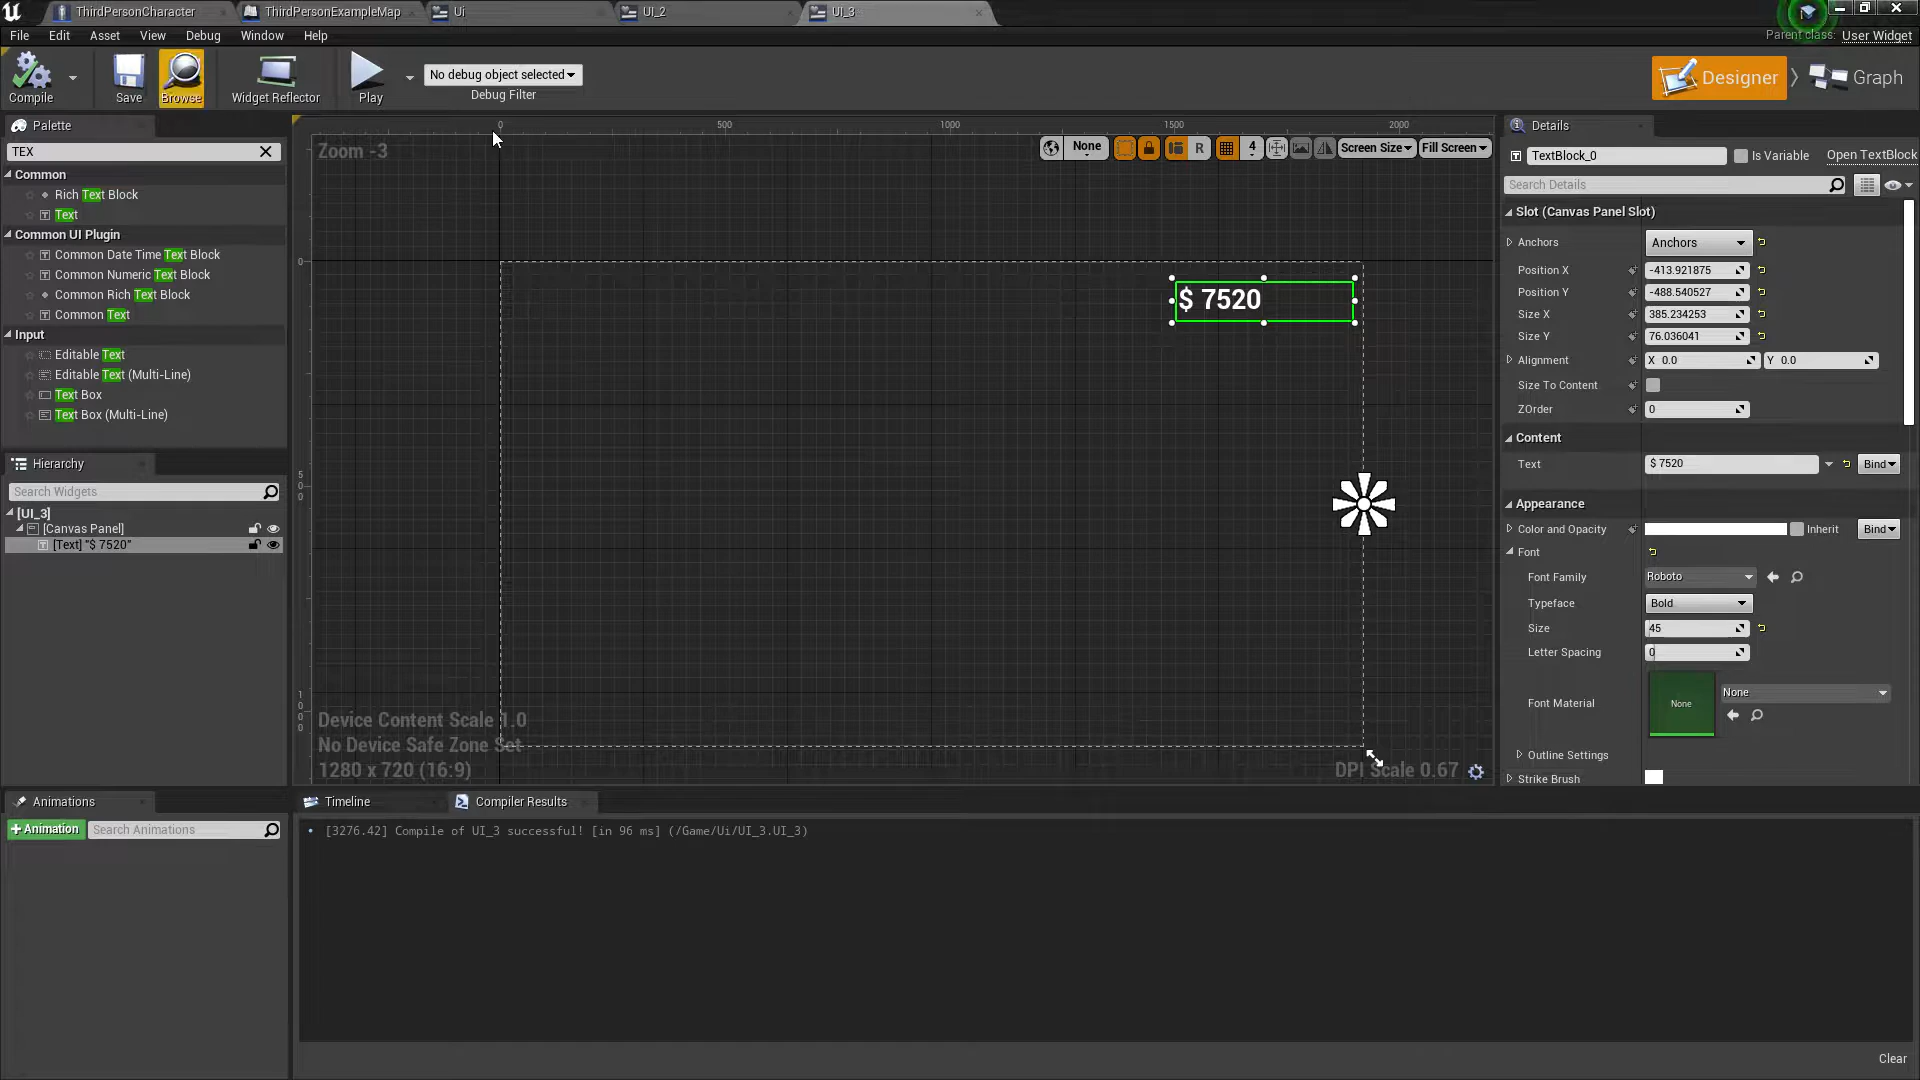 ThirdPersonCharacter
ThirdPersonExampleMap
Ui
UI_2
UI_3
File
Edit
Asset
View
Debug
Window
Help
Parent class: User Widget
Compile
Save
Browse
Widget Reflector
Play
No debug object selected
Debug Filter
Designer
Graph
Palette
TEX
Common
Rich Text Block
Text
Common UI Plugin
Common Date Time Text Block
Common Numeric Text Block
Common Rich Text Block
Common Text
Input
Editable Text
Editable Text (Multi-Line)
Text Box
Text Box (Multi-Line)
Hierarchy
Search Widgets
[UI_3]
[Canvas Panel]
[Text] "$ 7520"
0
500
1000
1500
2000
Zoom -3
None
R
4
Screen Size
Fill Screen
0
500
1000
$ 7520
Device Content Scale 1.0
No Device Safe Zone Set
1280 x 720 (16:9)
DPI Scale 0.67
Details
TextBlock_0
Is Variable
Open TextBlock
Search Details
Slot (Canvas Panel Slot)
Anchors
Anchors
Position X
-413.921875
Position Y
-488.540527
Size X
385.234253
Size Y
76.036041
Alignment
X 0.0
Y 0.0
Size To Content
ZOrder
0
Content
Text
$ 7520
Bind
Appearance
Color and Opacity
Inherit
Bind
Font
Font Family
Roboto
Typeface
Bold
Size
45
Letter Spacing
0
Font Material
None
None
Outline Settings
Strike Brush
Animations
+ Animation
Search Animations
Timeline
Compiler Results
[3276.42] Compile of UI_3 successful! [in 96 ms] (/Game/Ui/UI_3.UI_3)
Clear